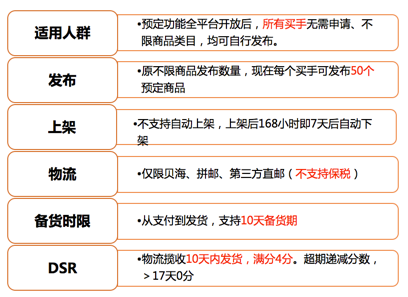 适用人群
•预定功能全平台开放后，所有买手无需申请、不
限商品类目，均可自行发布。
发布
•原不限商品发布数量，现在每个买手可发布50个
预定商品
上架
•不支持自动上架，上架后168小时即7天后自动下
架
物流
•仅限贝海、拼邮、第三方直邮（不支持保税）
备货时限
•从支付到发货，支持10天备货期
DSR
•物流揽收10天内发货，满分4分。超期递减分数，
＞17天0分